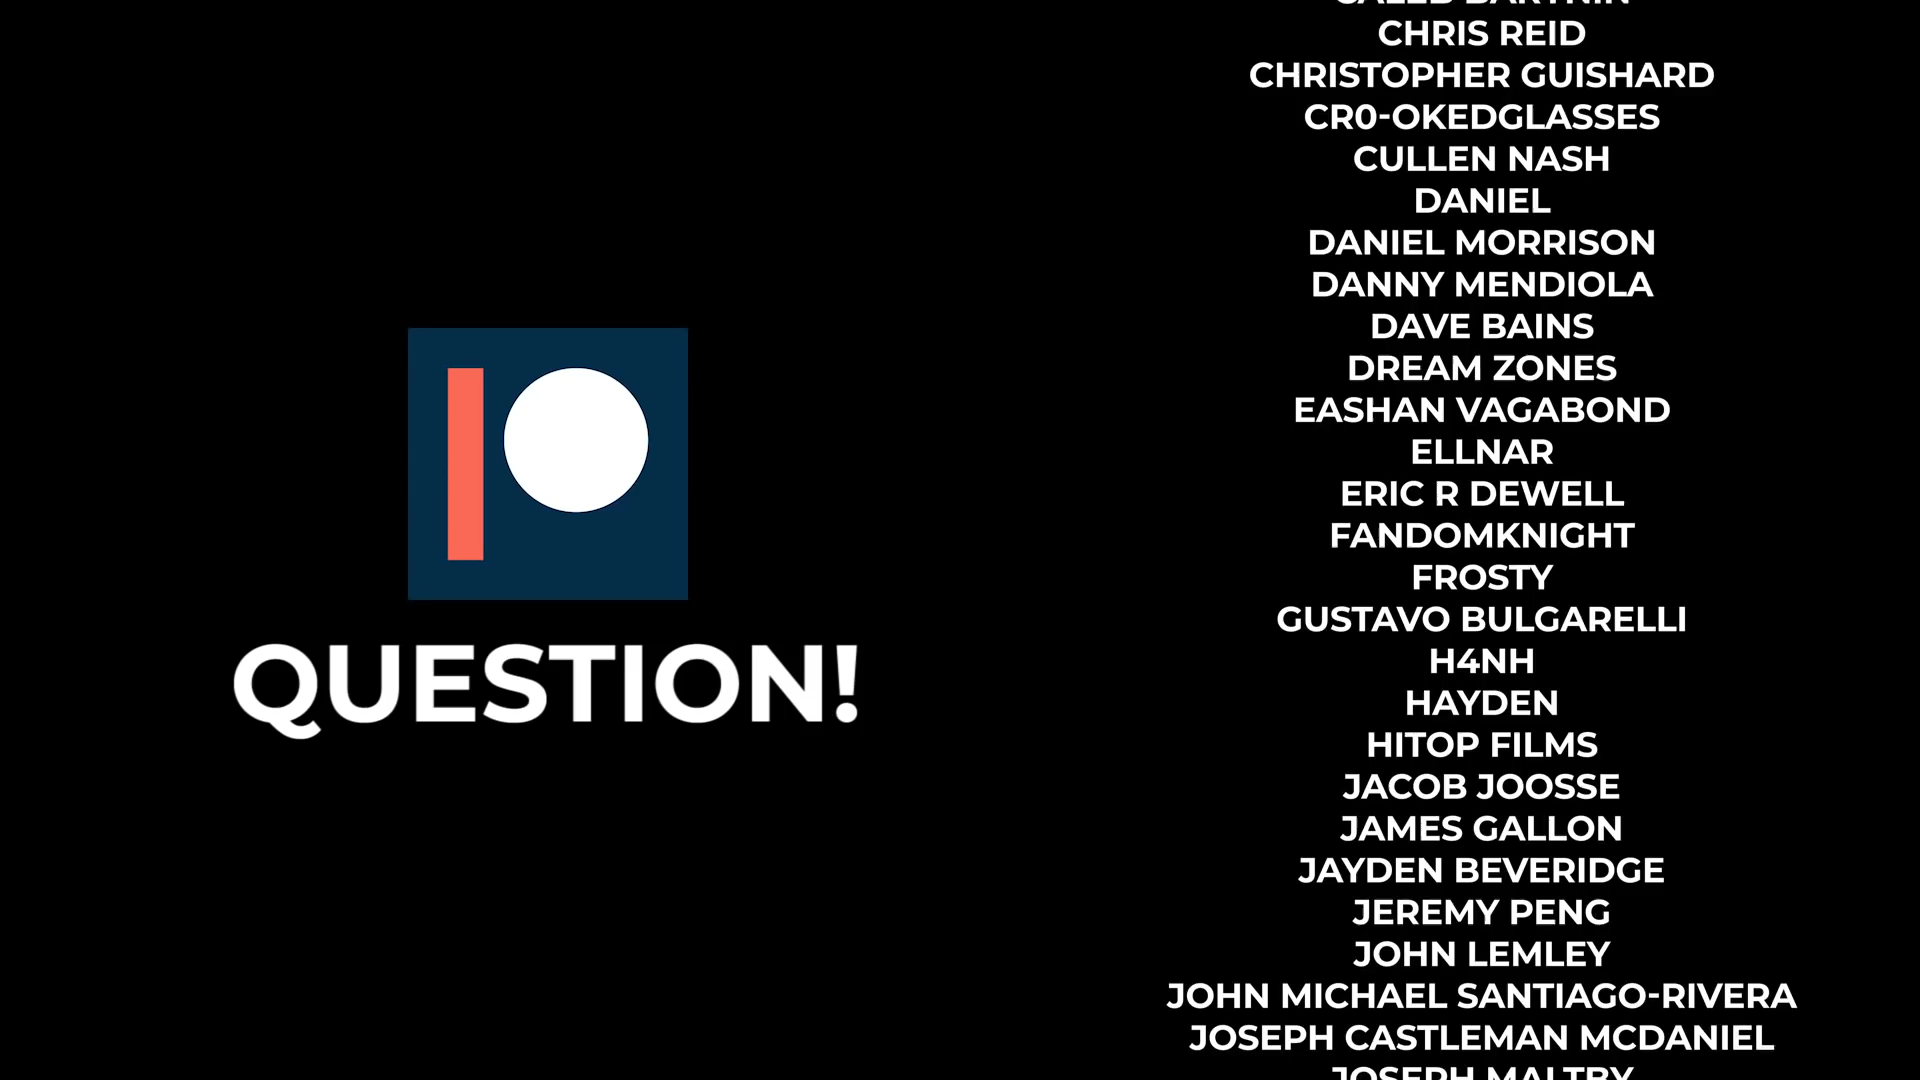 QUESTION!
CHRIS REID
CHRISTOPHER GUISHARD
CR0-OKEDGLASSES
CULLEN NASH
DANIEL
DANIEL MORRISON
DANNY MENDIOLA
DAVE BAINS
DREAM ZONES
EASHAN VAGABOND
ELLNAR
ERIC R DEWELL
FANDOMKNIGHT
FROSTY
GUSTAVO BULGARELLI
H4NH
HAYDEN
HITOP FILMS
JACOB JOOSSE
JAMES GALLON
JAYDEN BEVERIDGE
JEREMY PENG
JOHN LEMLEY
JOHN MICHAEL SANTIAGO-RIVERA
JOSEPH CASTLEMAN MCDANIEL
JOSEPH MALTBY